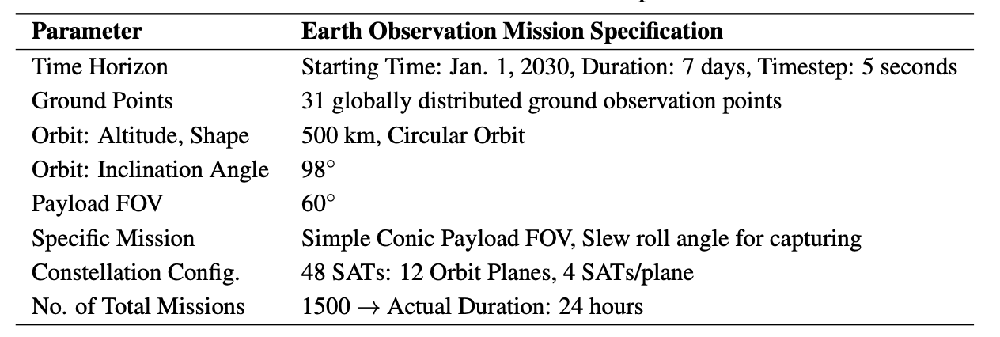 Parameter Earth Observation Mission Specification
Time Horizon Starting Time: Jan. 1, 2030, Duration: 7 days, Timestep: 5 seconds
Ground Points 31 globally distributed ground observation points
Orbit: Altitude, Shape 500 km, Circular Orbit
Orbit: Inclination Angle 98°
Payload FOV 60°
Specific Mission Simple Conic Payload FOV, Slew roll angle for capturing
Constellation Config. 48 SATs: 12 Orbit Planes, 4 SATs/plane
No. of Total Missions 1500 → Actual Duration: 24 hours